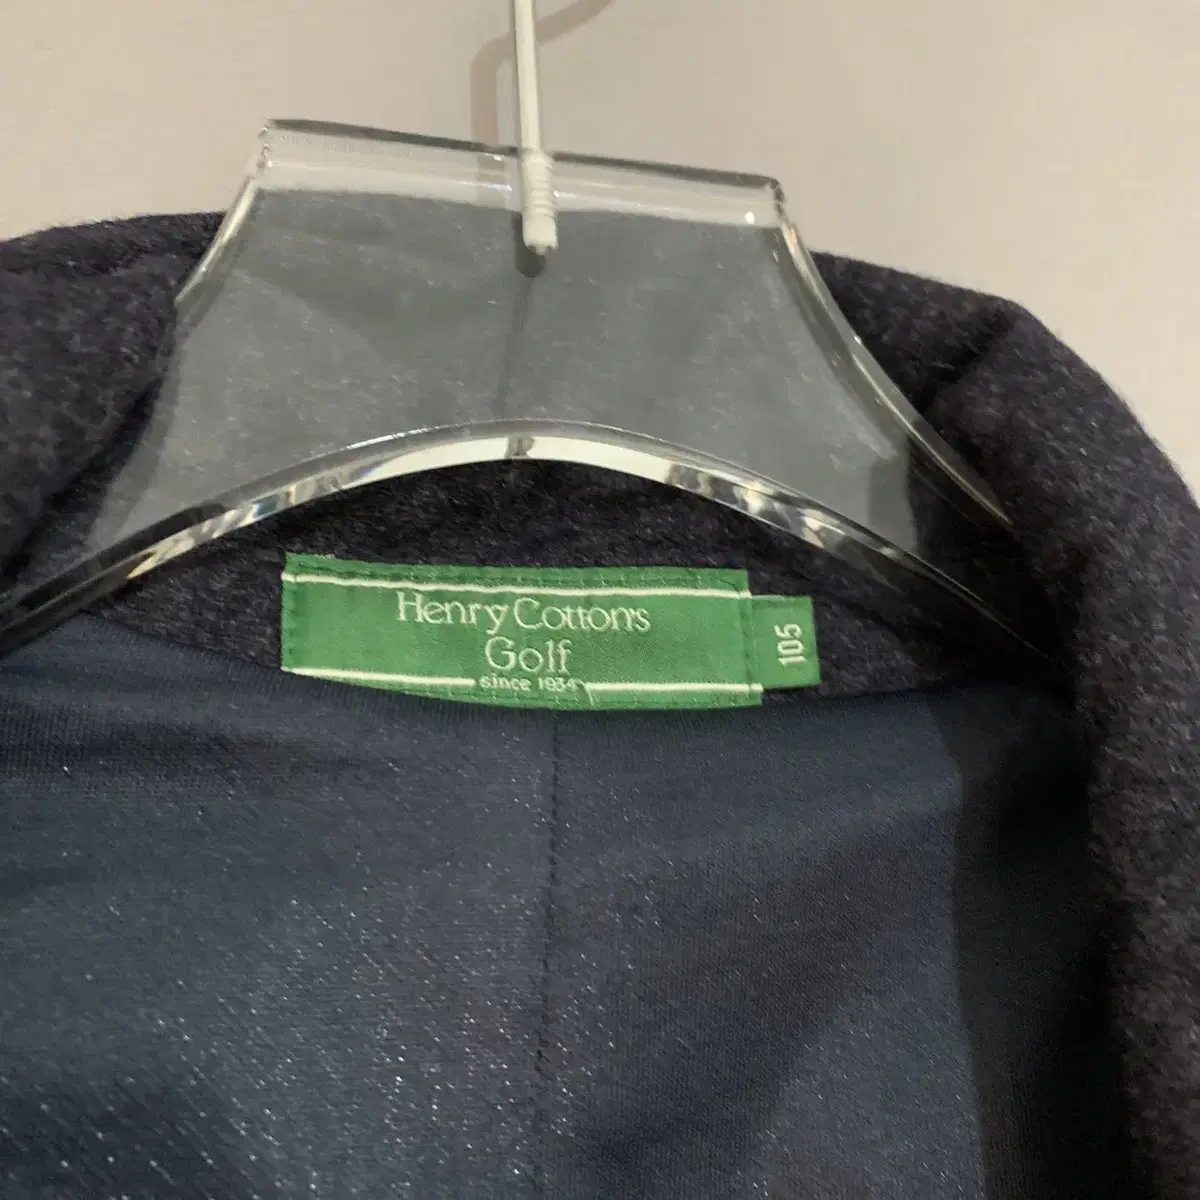 Henry Cotton's
Golf
since 1934
105